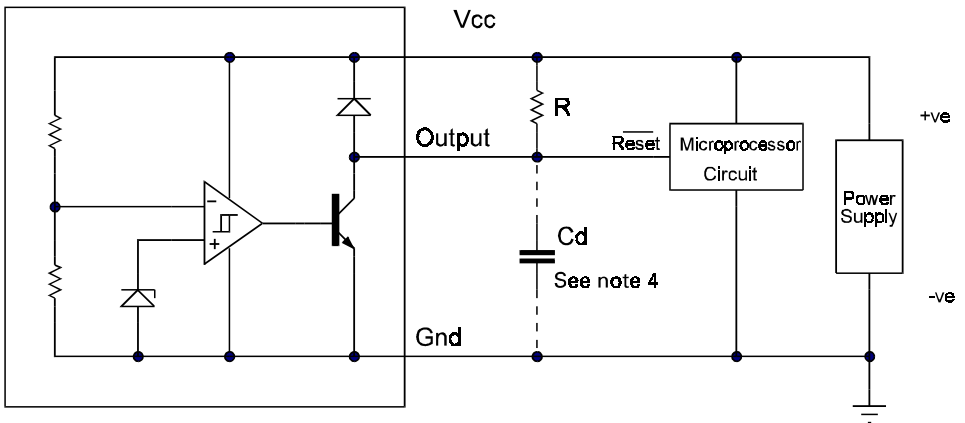 Vcc
R
+ve
Output
Reset
Microprocessor
Circuit
Power
Supply
−
+
Cd
See note 4
-ve
Gnd